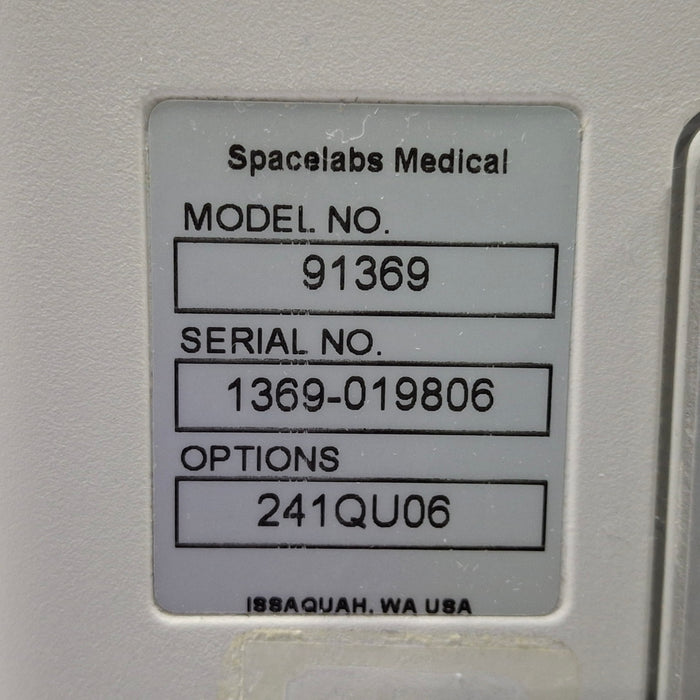 Spacelabs Medical
MODEL NO.
91369
SERIAL NO.
1369-019806
OPTIONS
241QU06
ISSAQUAH, WA USA